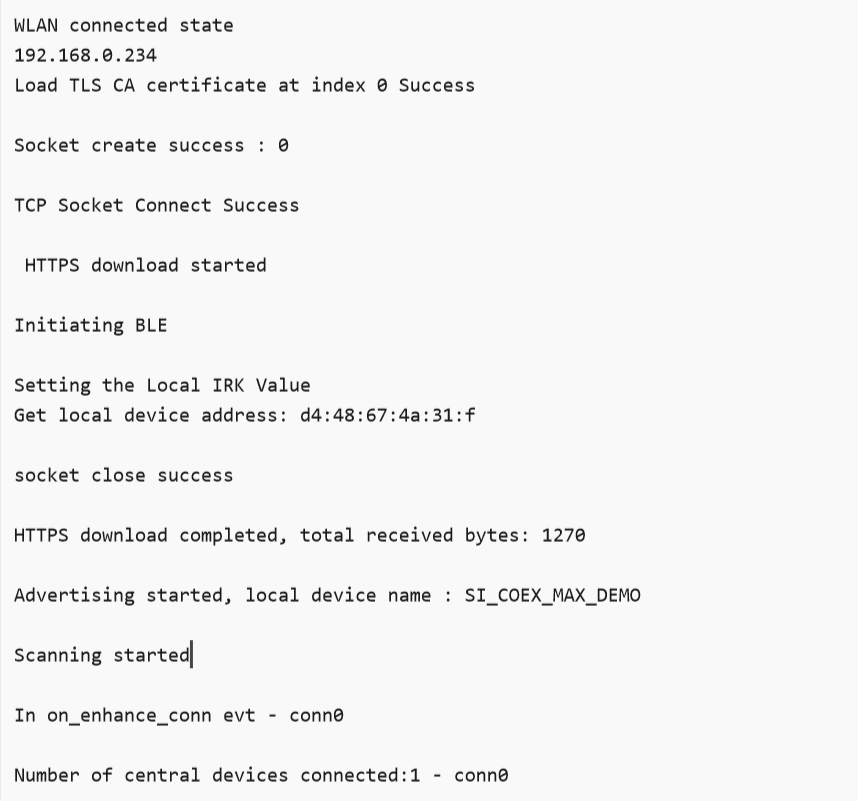 WLAN connected state
192.168.0.234
Load TLS CA certificate at index 0 Success
Socket create success : 0
TCP Socket Connect Success
HTTPS download started
Initiating BLE
Setting the Local IRK Value
Get local device address: d4:48:67:4a:31:f
socket close success
HTTPS download completed, total received bytes: 1270
Advertising started, local device name : SI_COEX_MAX_DEMO
Scanning started
In on_enhance_conn evt - conn0
Number of central devices connected:1 - conn0